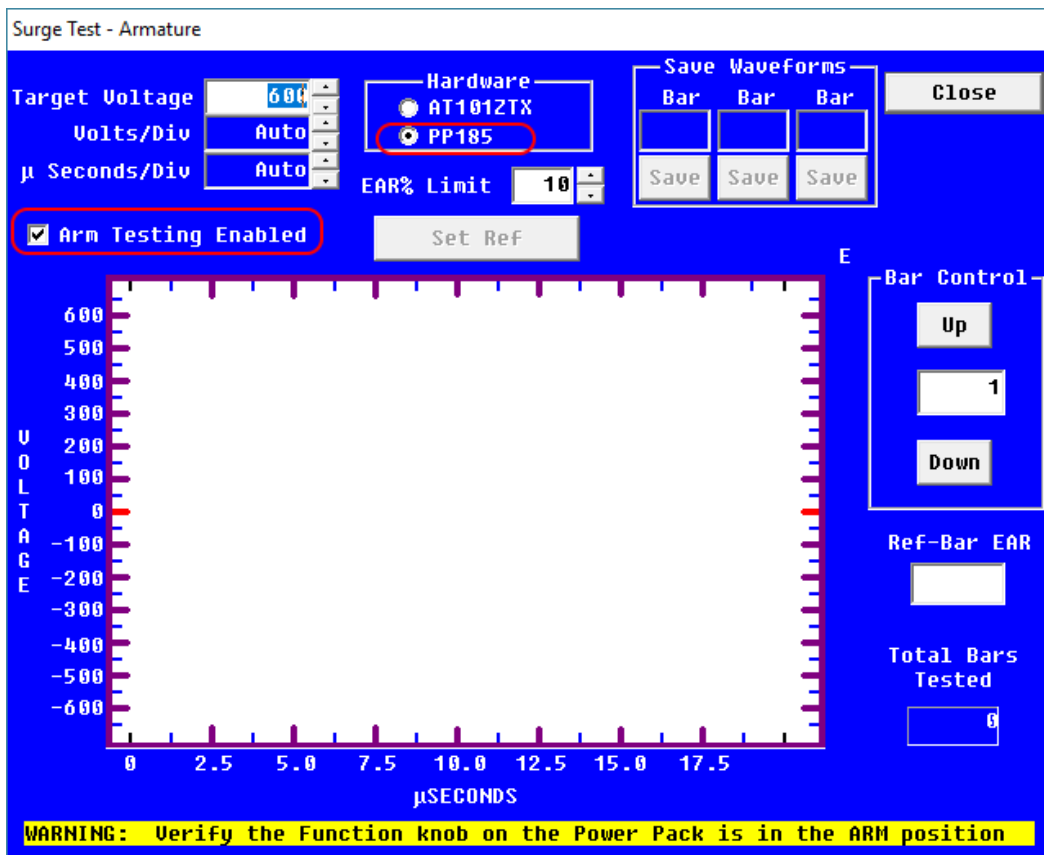 Surge Test - Armature
Target Voltage 600
Volts/Div Auto
µ Seconds/Div Auto
Hardware
AT101ZTX
PP185
EAR% Limit 10
Save Waveforms
Bar Bar Bar
Save Save Save
Close
Arm Testing Enabled
Set Ref
E
Bar Control
Up
1
Down
Ref-Bar EAR
Total Bars
Tested
0
VOLTAGE
600
500
400
300
200
100
0
-100
-200
-300
-400
-500
-600
0 2.5 5.0 7.5 10.0 12.5 15.0 17.5
µSECONDS
WARNING: Verify the Function knob on the Power Pack is in the ARM position